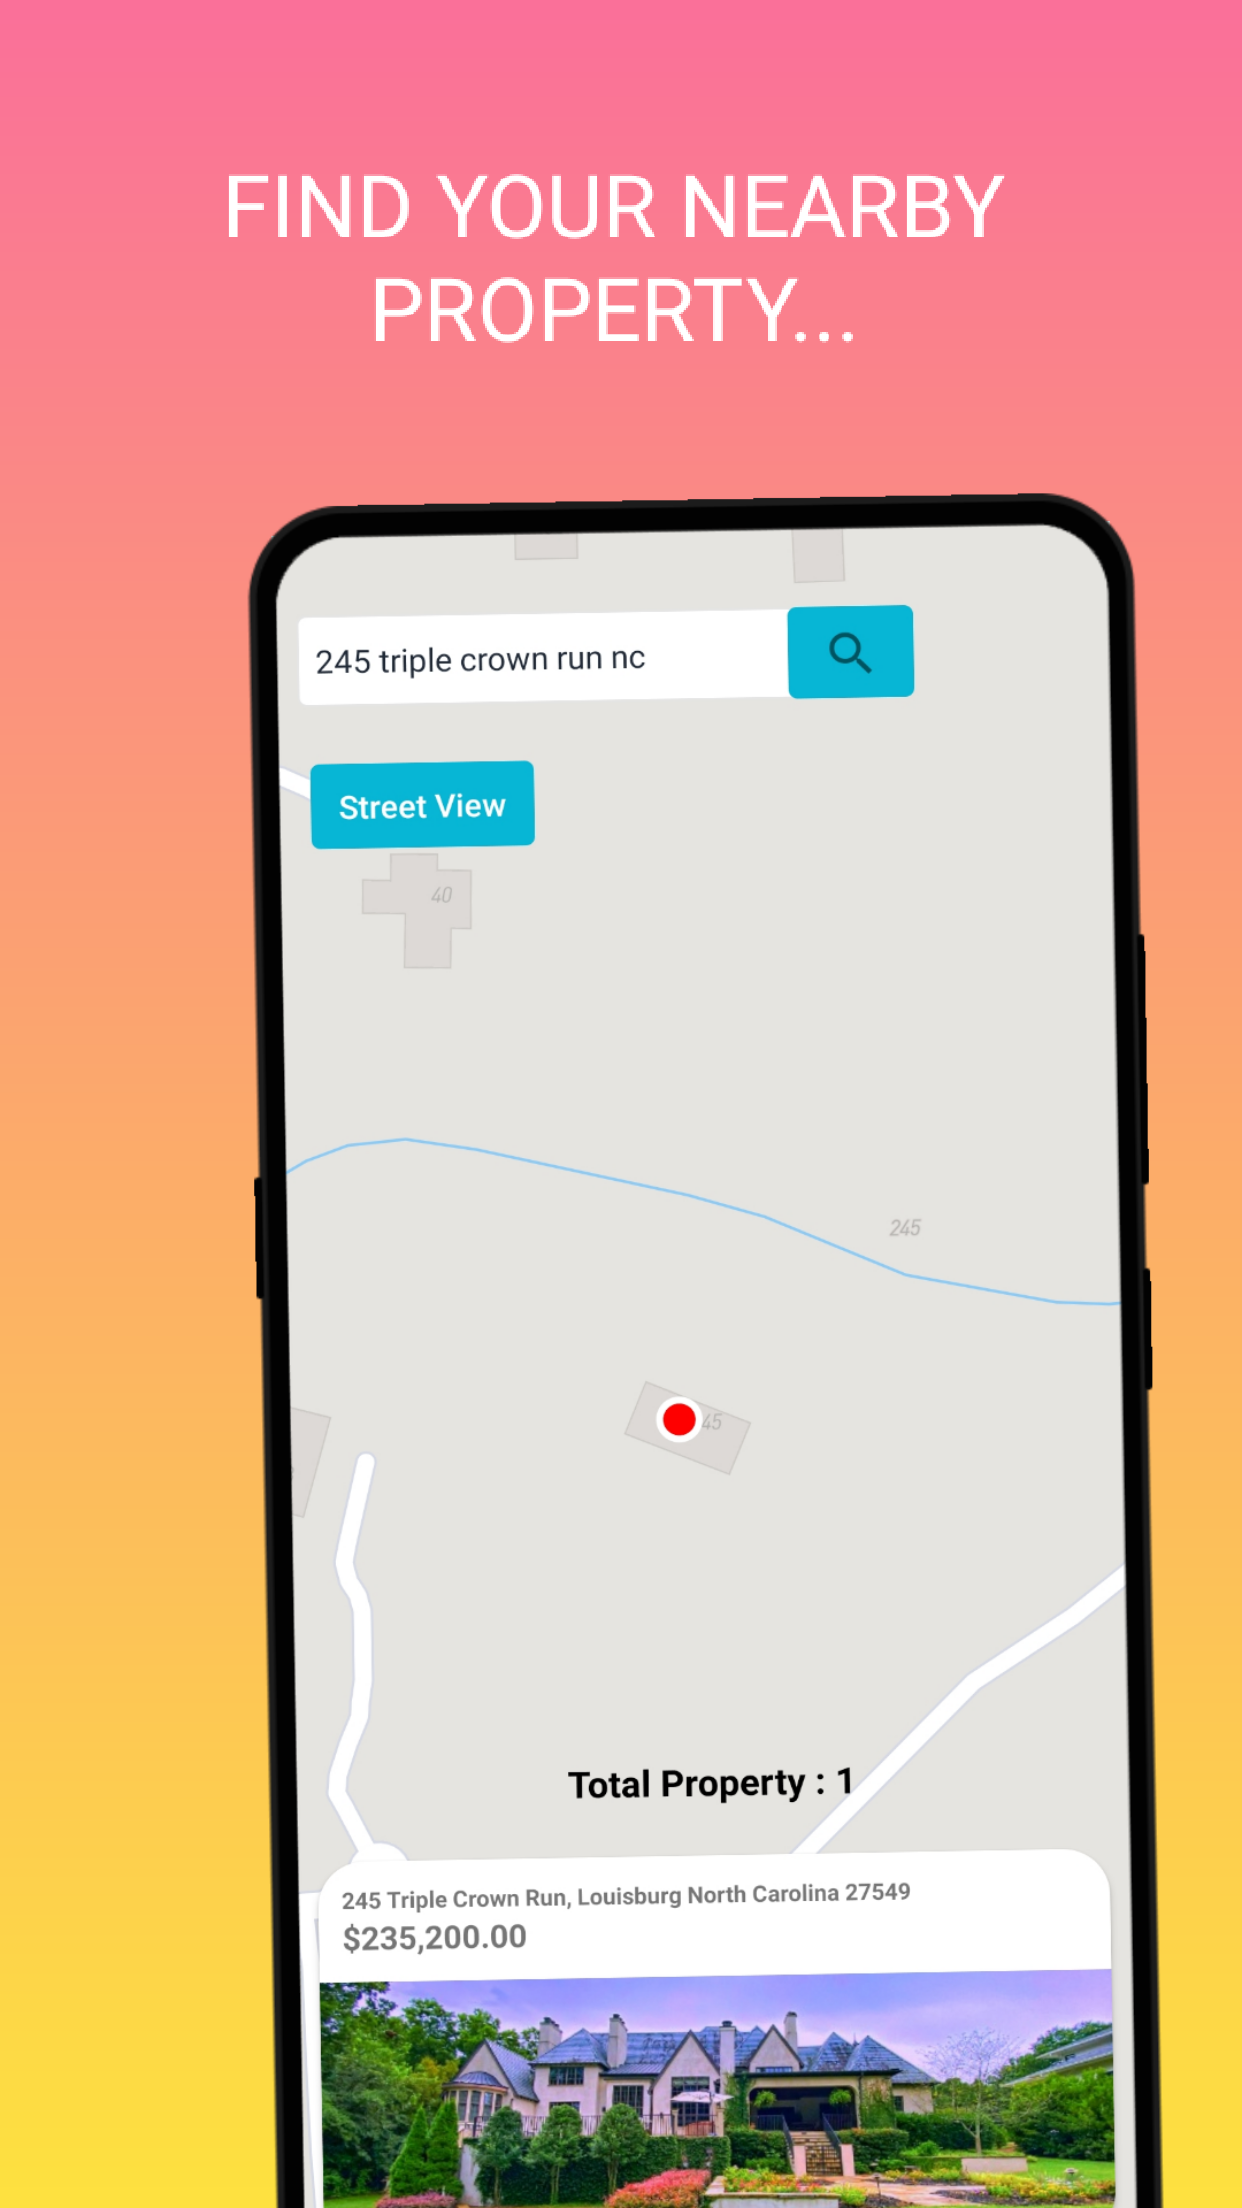 FIND YOUR NEARBY
PROPERTY...
245 triple crown run nc
Street View
40
245
45
Total Property : 1
245 Triple Crown Run, Louisburg North Carolina 27549
$235,200.00